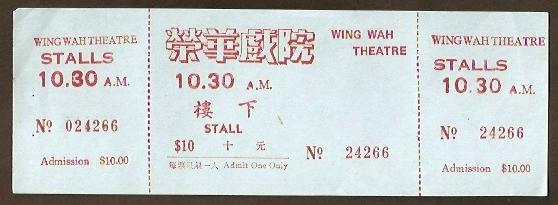 WING WAH THEATRE
STALLS
10.30 A.M.
№ 024266
Admission $10.00
榮華戲院
WING WAH
THEATRE
10.30 A.M.
樓下
STALL
$10 十元
每票只限一人 Admit One Only
№ 24266
WING WAH THEATRE
STALLS
10.30 A.M.
№ 24266
Admission $10.00